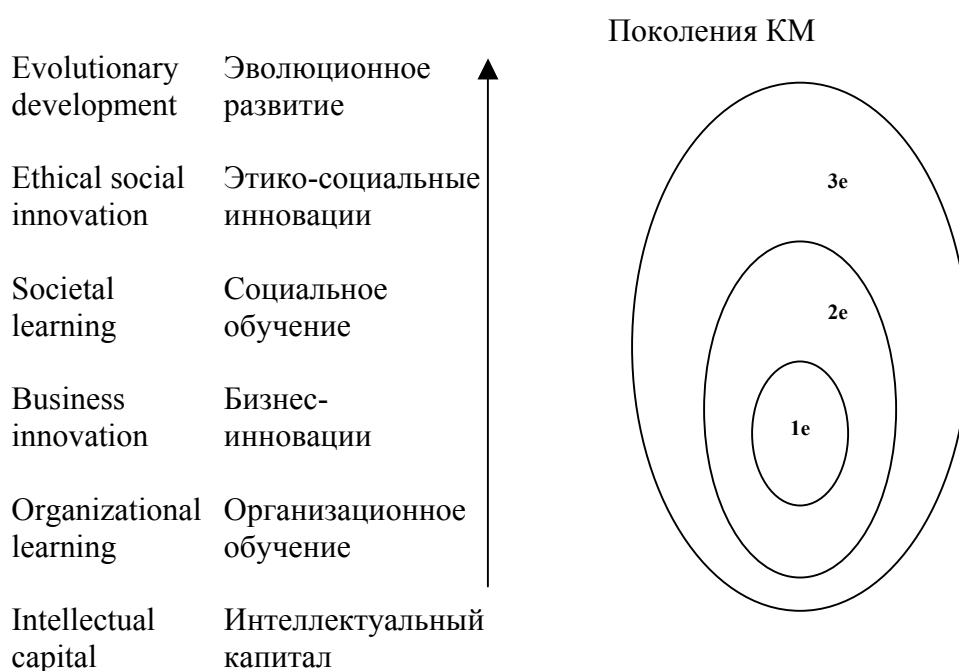 Поколения КМ
Evolutionary Эволюционное
development развитие
Ethical social Этико-социальные
innovation инновации
3е
Societal Социальное
learning обучение
2е
Business Бизнес-
innovation инновации
1е
Organizational Организационное
learning обучение
Intellectual Интеллектуальный
capital капитал